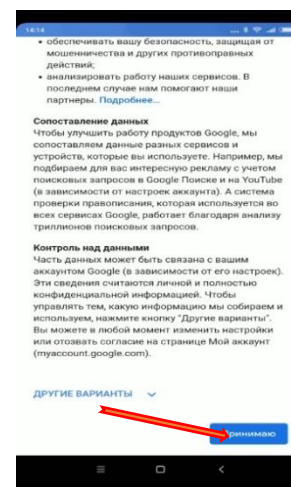 14:14
• обеспечивать вашу безопасность, защищая от
мошенничества и других противоправных
действий;
• анализировать работу наших сервисов. В
последнем случае нам помогают наши
партнеры. Подробнее...
Сопоставление данных
Чтобы улучшить работу продуктов Google, мы
сопоставляем данные разных сервисов и
устройств, которые вы используете. Например, мы
подбираем для вас интересную рекламу с учетом
поисковых запросов в Google Поиске и на YouTube
(в зависимости от настроек аккаунта). А система
проверки правописания, которая используется во
всех сервисах Google, работает благодаря анализу
триллионов поисковых запросов.
Контроль над данными
Часть данных может быть связана с вашим
аккаунтом Google (в зависимости от его настроек).
Эти сведения считаются личной и полностью
конфиденциальной информацией. Чтобы
управлять тем, какую информацию мы собираем и
используем, нажмите кнопку "Другие варианты".
Вы можете в любой момент изменить настройки
или отозвать согласие на странице Мой аккаунт
(myaccount.google.com).
ДРУГИЕ ВАРИАНТЫ
Принимаю